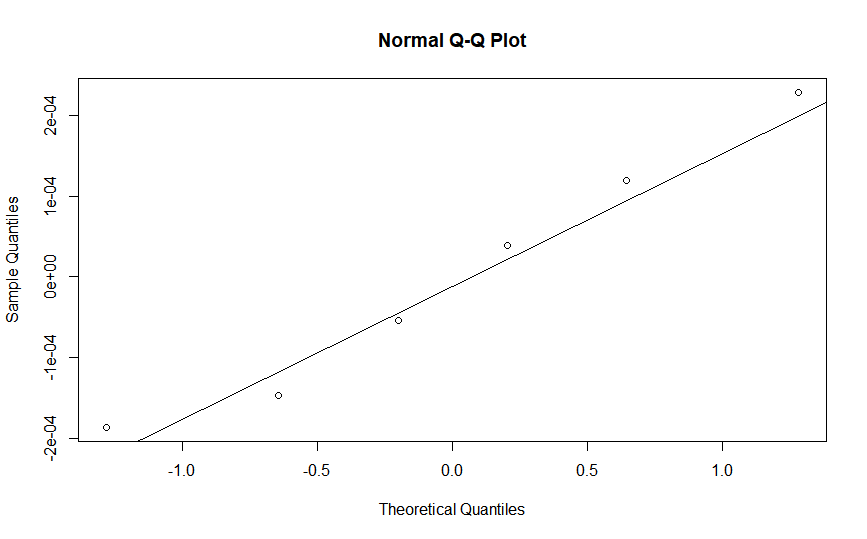 Normal Q-Q Plot
Sample Quantiles
2e-04
1e-04
0e+00
-1e-04
-2e-04
-1.0 -0.5 0.0 0.5 1.0
Theoretical Quantiles